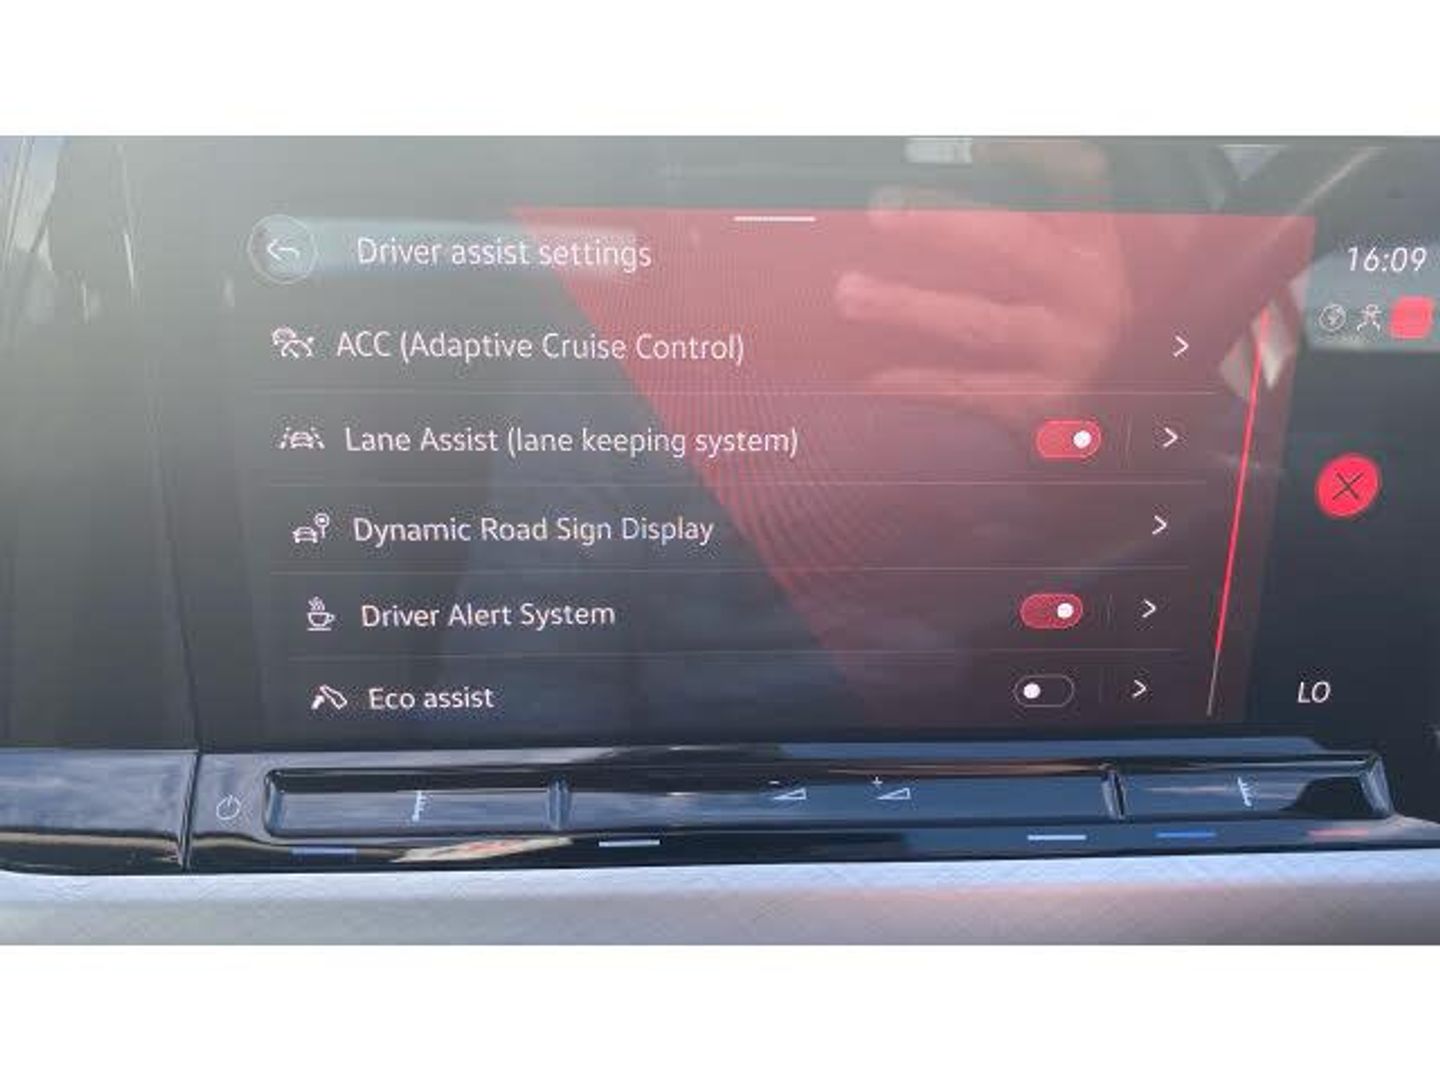 Driver assist settings
16:09
ACC (Adaptive Cruise Control)
Lane Assist (lane keeping system)
Dynamic Road Sign Display
Driver Alert System
Eco assist
LO